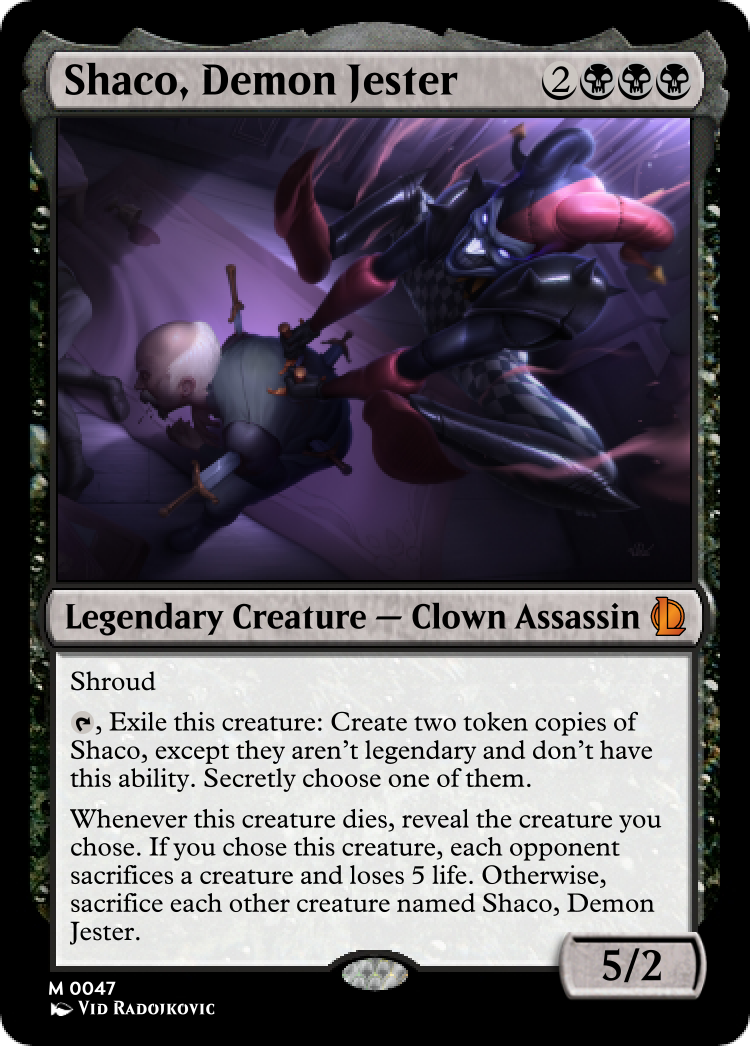 Shaco, Demon Jester 2
Legendary Creature — Clown Assassin
Shroud
, Exile this creature: Create two token copies of
Shaco, except they aren't legendary and don't have
this ability. Secretly choose one of them.
Whenever this creature dies, reveal the creature you
chose. If you chose this creature, each opponent
sacrifices a creature and loses 5 life. Otherwise,
sacrifice each other creature named Shaco, Demon
Jester.
5/2
M 0047
Vid Radojkovic